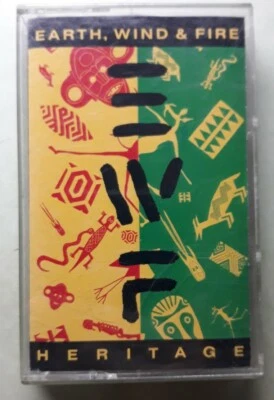 EARTH, WIND & FIRE
HERITAGE